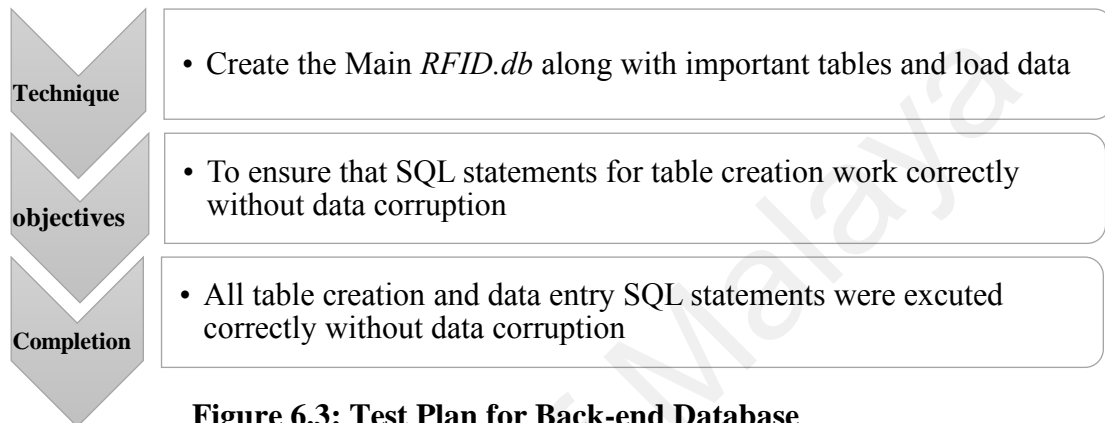 Technique
• Create the Main RFID.db along with important tables and load data
objectives
• To ensure that SQL statements for table creation work correctly
without data corruption
Completion
• All table creation and data entry SQL statements were excuted
correctly without data corruption
Figure 6.3: Test Plan for Back-end Database
Malaya